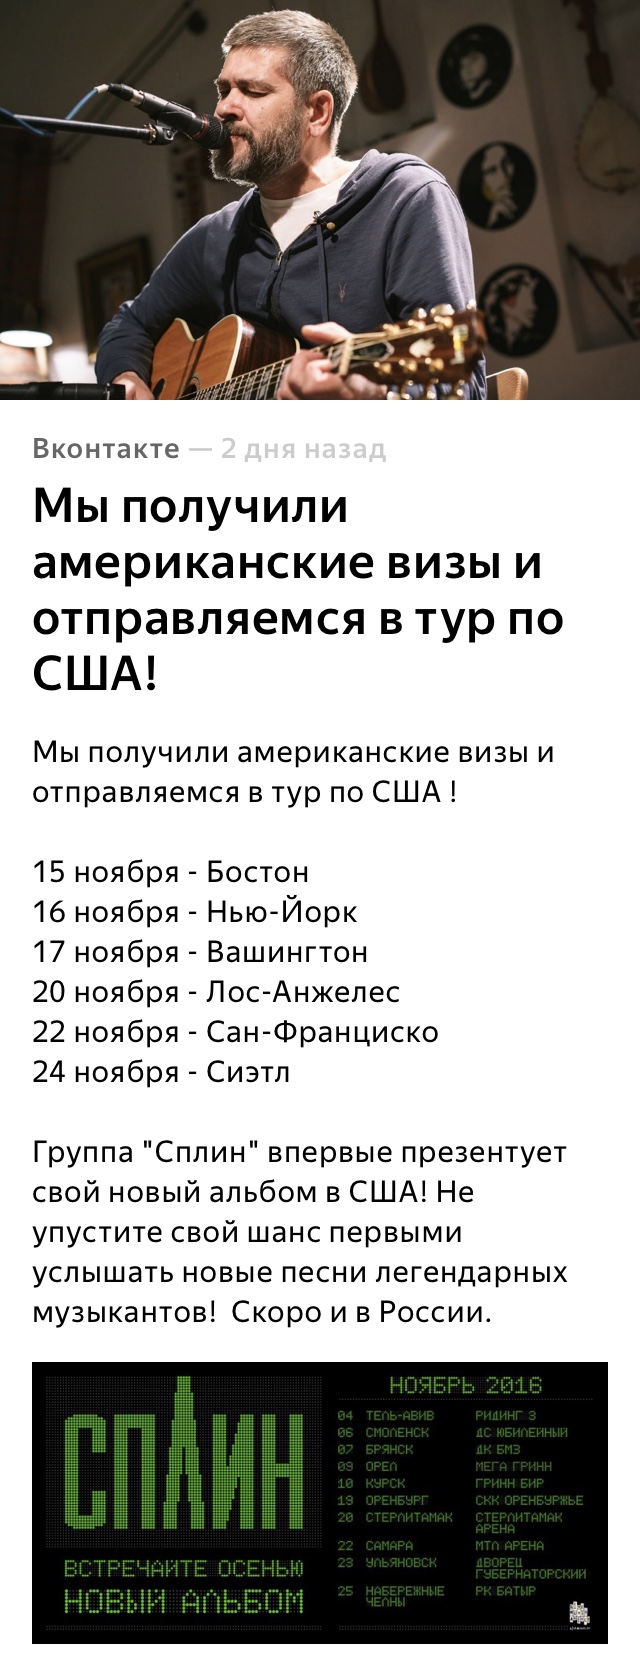 Вконтакте — 2 дня назад
Мы получили
американские визы и
отправляемся в тур по
США!
Мы получили американские визы и
отправляемся в тур по США !
15 ноября - Бостон
16 ноября - Нью-Йорк
17 ноября - Вашингтон
20 ноября - Лос-Анжелес
22 ноября - Сан-Франциско
24 ноября - Сиэтл
Группа "Сплин" впервые презентует
свой новый альбом в США! Не
упустите свой шанс первыми
услышать новые песни легендарных
музыкантов!  Скоро и в России.
СПЛИН
ВСТРЕЧАЙТЕ ОСЕНЬЮ
НОВЫЙ АЛЬБОМ
НОЯБРЬ 2016
04 ТЕЛЬ-АВИВ РИДИНГ 3
06 СМОЛЕНСК ДС ЮБИЛЕЙНЫЙ
07 БРЯНСК ДК БМЗ
09 ОРЕЛ МЕГА ГРИНН
10 КУРСК ГРИНН БИР
19 ОРЕНБУРГ СКК ОРЕНБУРЖЬЕ
20 СТЕРЛИТАМАК СТЕРЛИТАМАК
АРЕНА
22 САМАРА МТЛ АРЕНА
23 УЛЬЯНОВСК ДВОРЕЦ
ГУБЕРНАТОРСКИЙ
25 НАБЕРЕЖНЫЕ РК БАТЫР
ЧЕЛНЫ